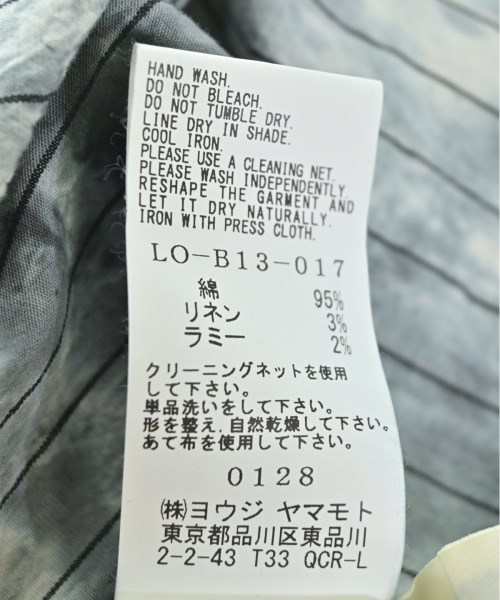 HAND WASH.
DO NOT BLEACH.
DO NOT TUMBLE DRY.
LINE DRY IN SHADE.
COOL IRON.
PLEASE USE A CLEANING NET.
PLEASE WASH INDEPENDENTLY.
RESHAPE THE GARMENT AND
LET IT DRY NATURALLY.
IRON WITH PRESS CLOTH.
LO-B13-017
綿 95%
リネン 3%
ラミー 2%
クリーニングネットを使用
して下さい。
単品洗いをして下さい。
形を整え,自然乾燥して下さい。
あて布を使用して下さい。
0128
㈱ヨウジ ヤマモト
東京都品川区東品川
2-2-43 T33 QCR-L